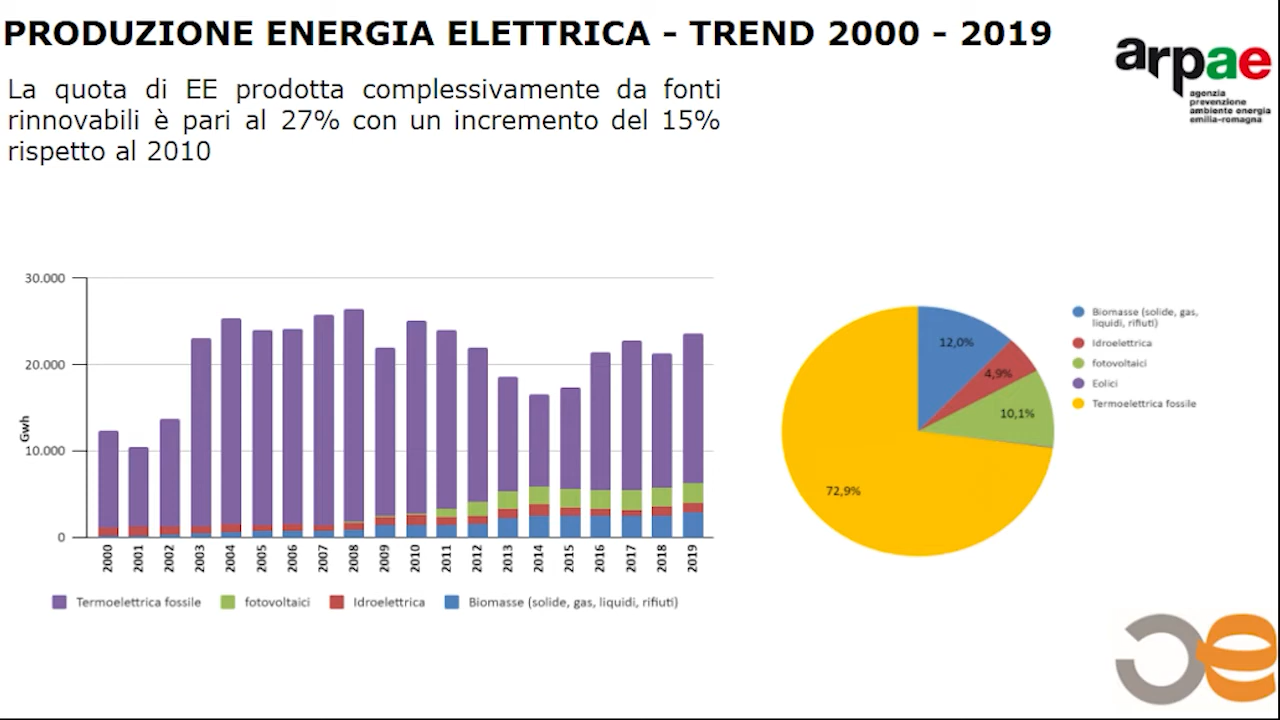 PRODUZIONE ENERGIA ELETTRICA - TREND 2000 - 2019
arpae
agenzia
prevenzione
ambiente energia
emilia-romagna
La quota di EE prodotta complessivamente da fonti
rinnovabili è pari al 27% con un incremento del 15%
rispetto al 2010
30.000
20.000
10.000
0
Gwh
2000
2001
2002
2003
2004
2005
2006
2007
2008
2009
2010
2011
2012
2013
2014
2015
2016
2017
2018
2019
Termoelettrica fossile
fotovoltaici
Idroelettrica
Biomasse (solide, gas, liquidi, rifiuti)
12,0%
4,9%
10,1%
72,9%
Biomasse (solide, gas,
liquidi, rifiuti)
Idroelettrica
fotovoltaici
Eolici
Termoelettrica fossile